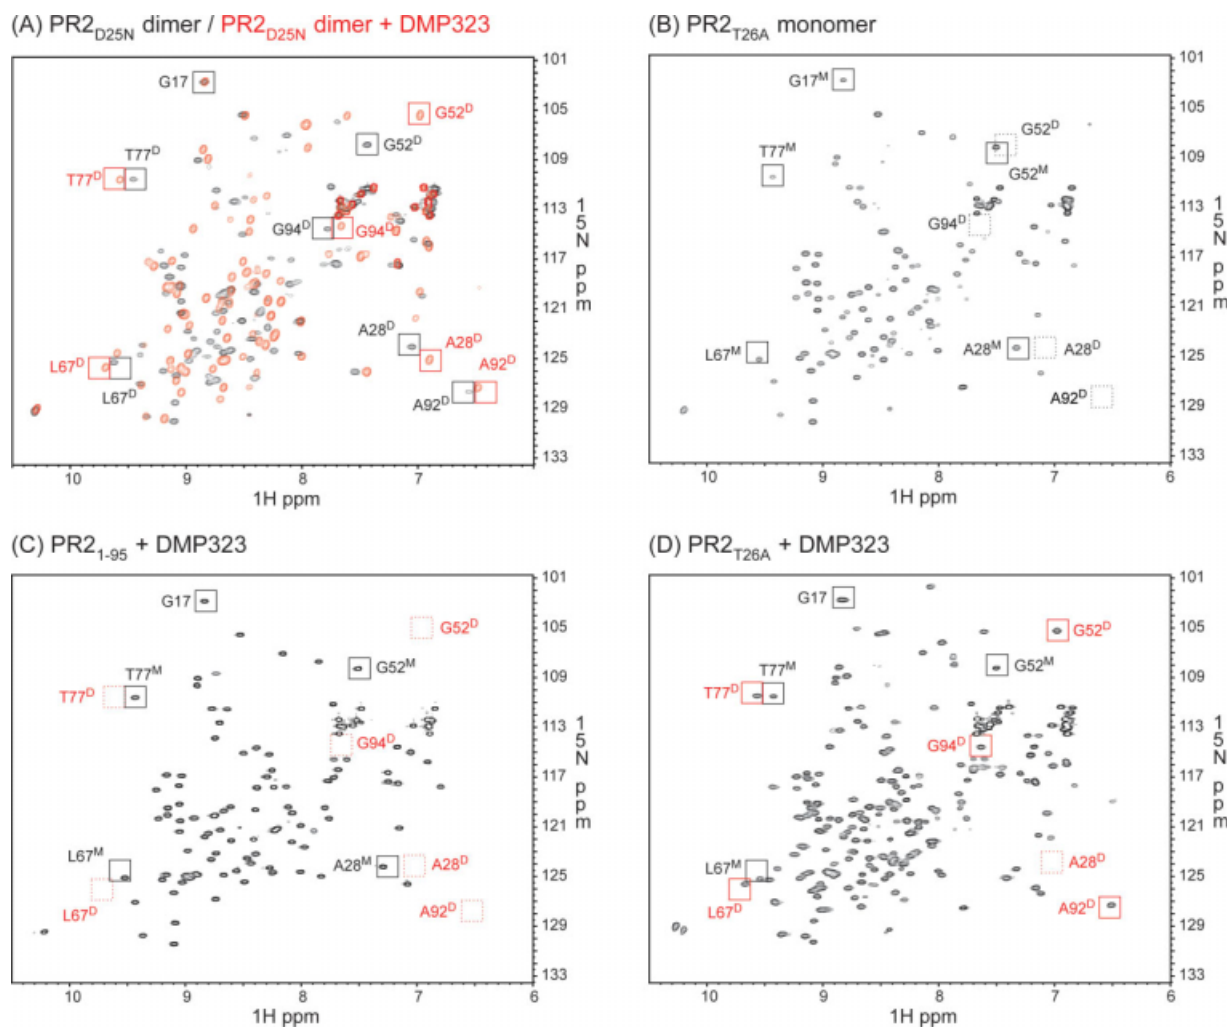 (A) PR2D25N dimer / PR2D25N dimer + DMP323
101
105
109
113
117
121
125
129
133
15N ppm
10 9 8 7 6
1H ppm
G17
G52D
G52D
T77D
T77D
G94D
G94D
A28D
A28D
L67D
L67D
A92D
A92D
(B) PR2T26A monomer
101
105
109
113
117
121
125
129
133
15N ppm
10 9 8 7 6
1H ppm
G17M
G52D
G52M
T77M
G94D
L67M
A28M
A28D
A92D
(C) PR21-95 + DMP323
101
105
109
113
117
121
125
129
133
15N ppm
10 9 8 7 6
1H ppm
G17
G52D
T77M
T77D
G52M
G94D
L67M
L67D
A28M
A28D
A92D
(D) PR2T26A + DMP323
101
105
109
113
117
121
125
129
133
15N ppm
10 9 8 7 6
1H ppm
G17
G52D
G52M
T77D
T77M
G94D
L67M
L67D
A28D
A92D